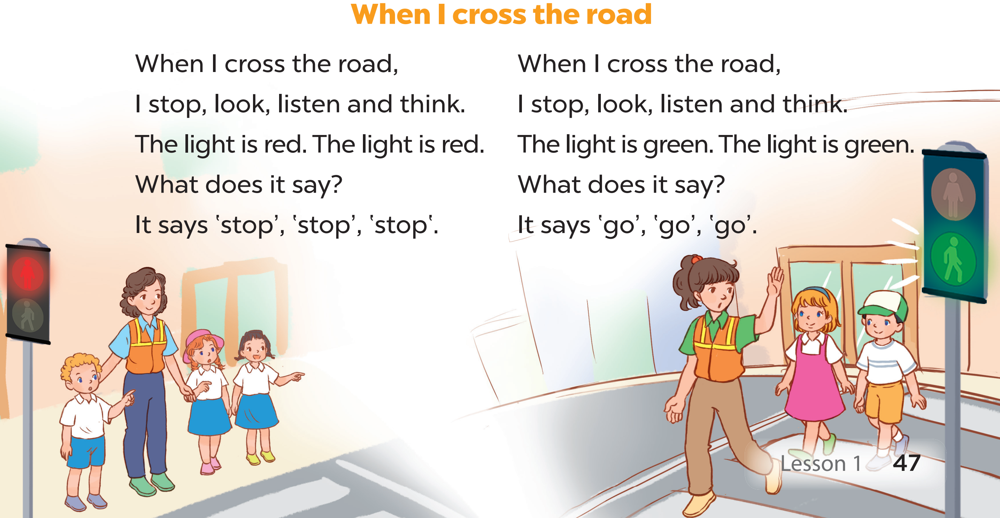 When I cross the road
When I cross the road,
I stop, look, listen and think.
The light is red. The light is red.
What does it say?
It says ‛stop’, ‛stop’, ‛stop‛.
When I cross the road,
I stop, look, listen and think.
The light is green. The light is green.
What does it say?
It says ‛go’, ‛go’, ‛go’.
Lesson 1 47